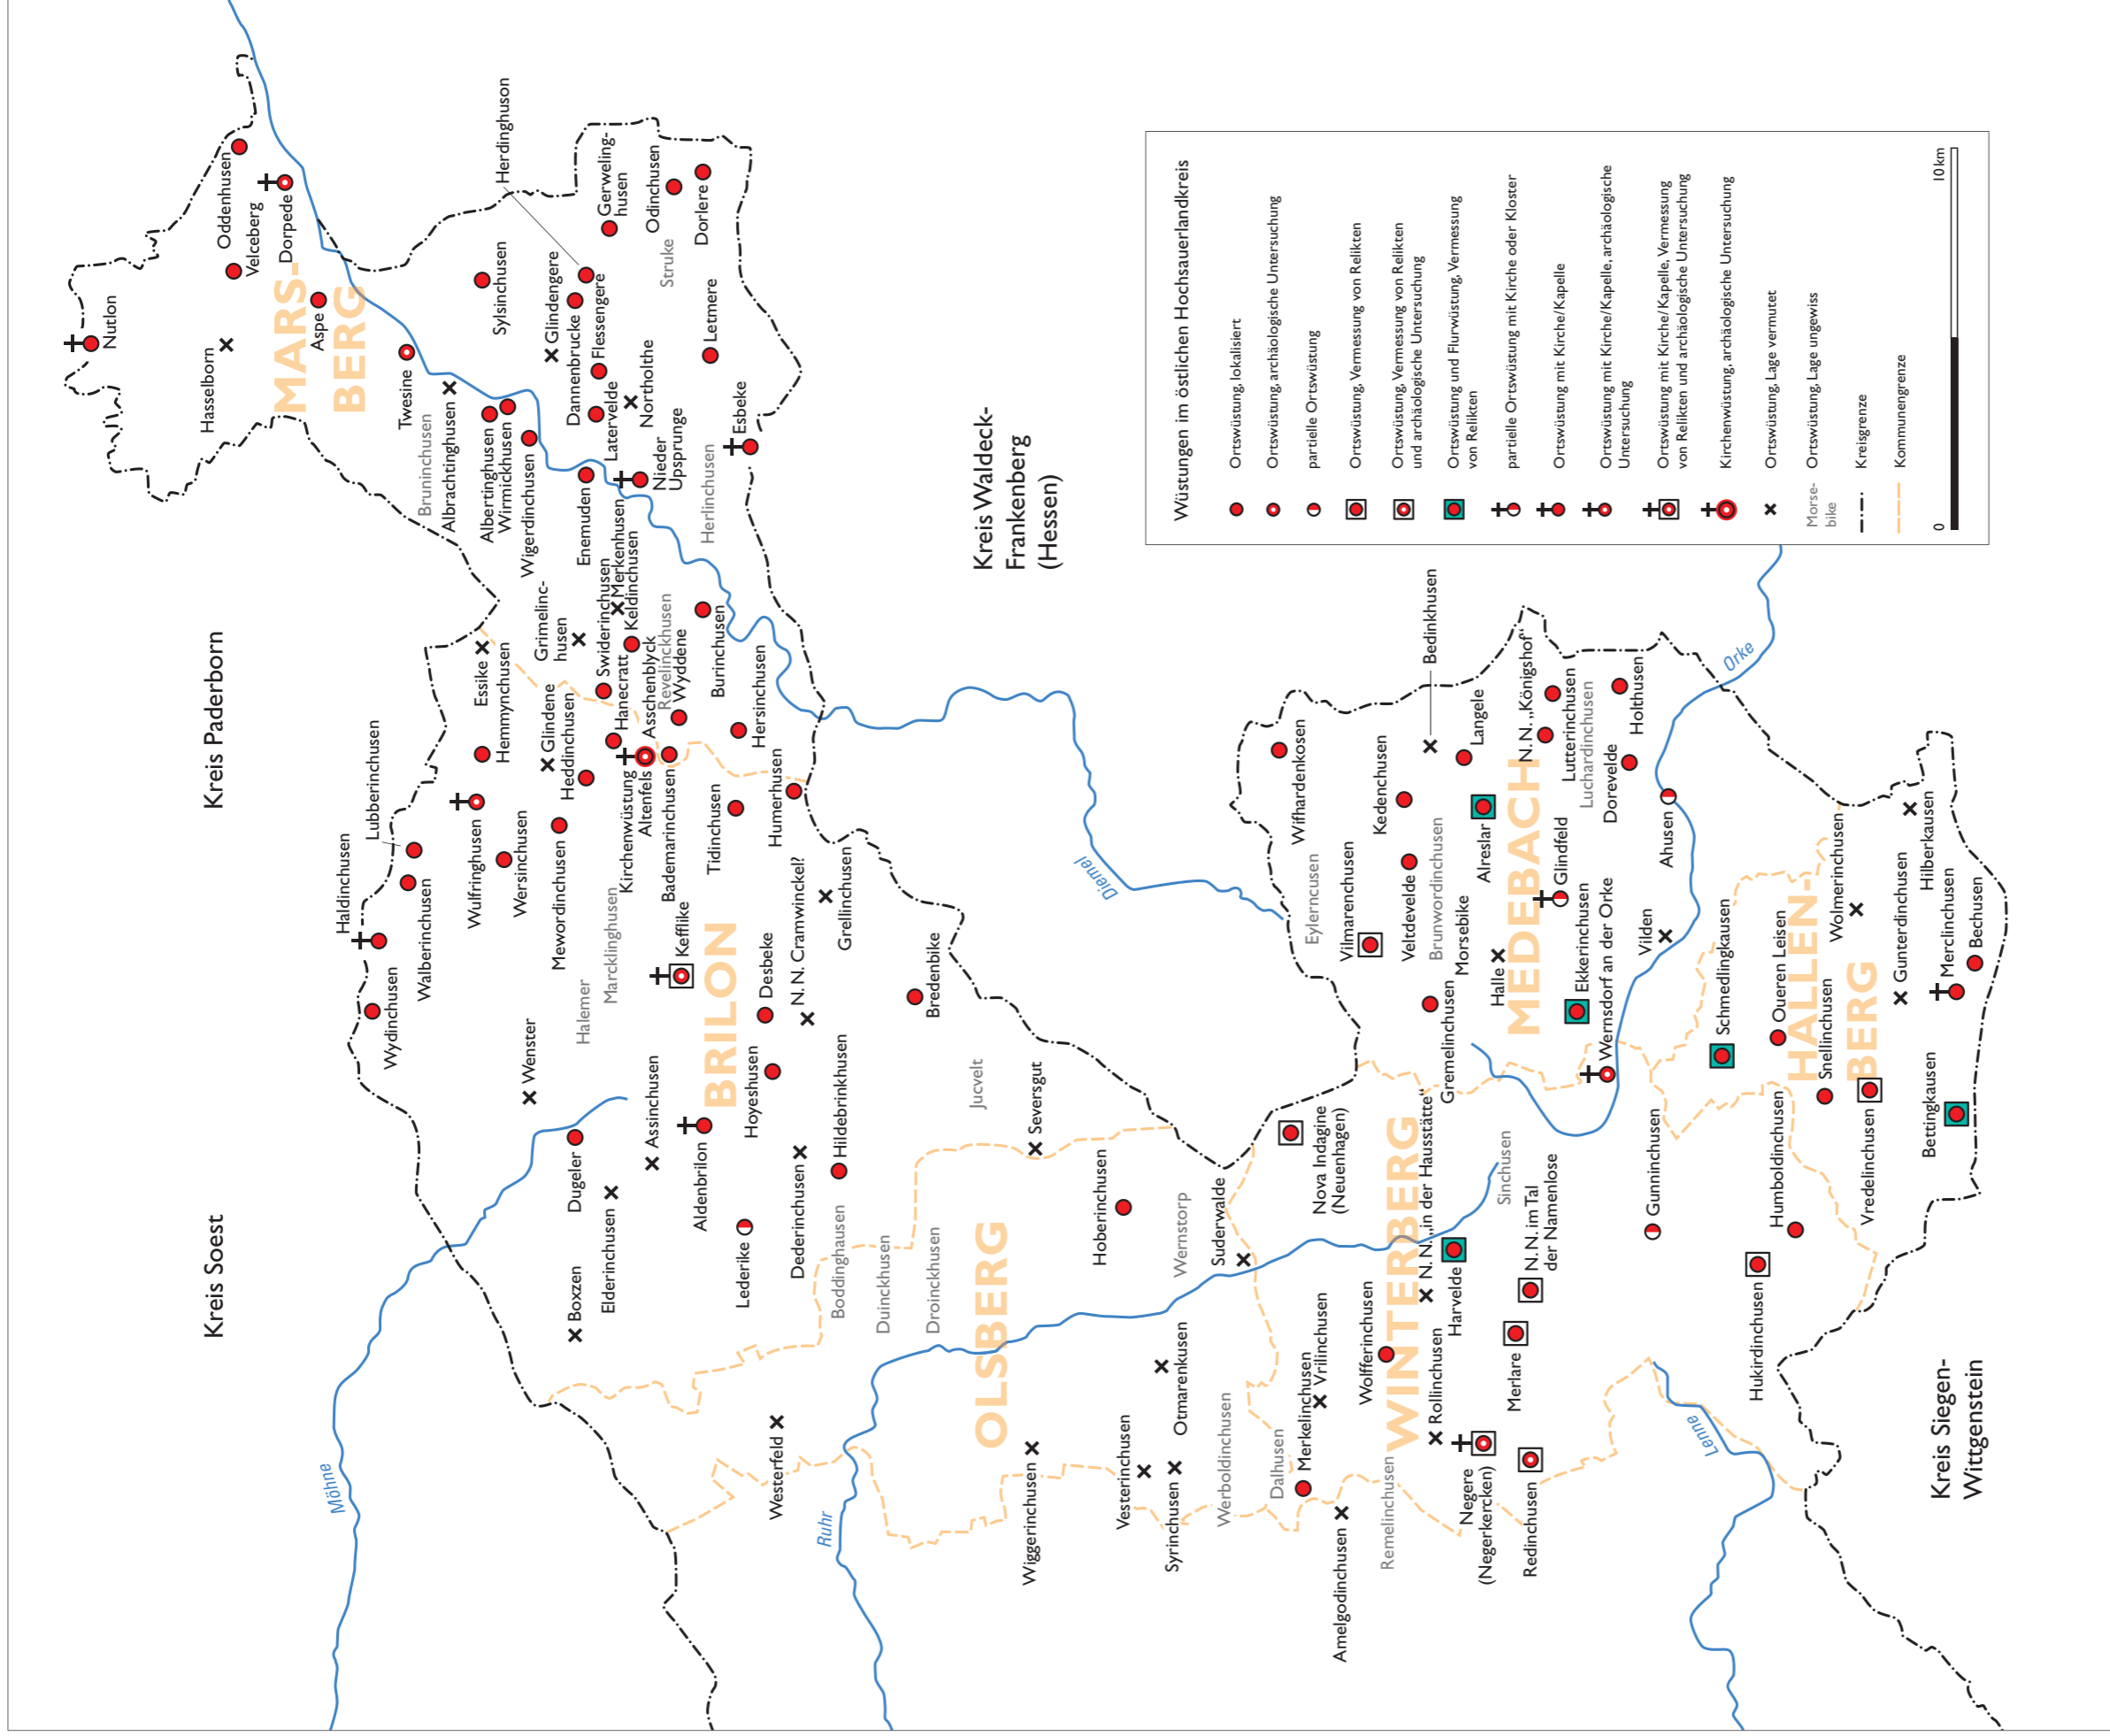 Kreis Soest
Kreis Paderborn
Kreis Waldeck-
Frankenberg
(Hessen)
Kreis Siegen-
Wittgenstein
Möhne
Ruhr
Diemel
Orke
Lenne
MARS-
BERG
BRILON
OLSBERG
WINTERBERG
MEDEBACH
HALLEN-
BERG
Nutlon
Oddenhusen
Velceberg
Dorpede
Hasselborn
Aspe
Twesine
Bruninchusen
Albrachtinghusen
Albertinghusen
Wirmickhusen
Wigerdinchusen
Sylsinchusen
Herdinghuson
Glindengere
Dannenbrucke
Flessengere
Latervelde
Northolthe
Nieder
Upsprunge
Gerweling-
husen
Odinchusen
Struke
Dorlere
Letmere
Esbeke
Herlinchusen
Enemuden
Merkenhusen
Keldinchusen
Swiderinchusen
Grimelinc-
husen
Essike
Hemmynchusen
Glindene
Heddinchusen
Hanecratt
Asschenblyck
Revelinckhusen
Wyddene
Burinchusen
Hersinchusen
Kirchenwüstung
Altenfels
Bademarinchusen
Tidinchusen
Humerhusen
Lubberinchusen
Haldinchusen
Walberinchusen
Wydinchusen
Wulfringhusen
Wersinchusen
Mewordinchusen
Marcklinghusen
Halemer
Wenster
Kefflike
Desbeke
N. N. Cramwinckel?
Grellinchusen
Bredenbike
Hoyeshusen
Hildebrinkhusen
Dugeler
Assinchusen
Elderinchusen
Aldenbrilon
Boxzen
Lederike
Dederinchusen
Boddinghausen
Duinckhusen
Droinckhusen
Jucvelt
Seversgut
Hoberinchusen
Wernstorp
Suderwalde
Westerfeld
Wiggerinchusen
Vesterinchusen
Otmarenkusen
Syrinchusen
Werboldinchusen
Dalhusen
Merkelinchusen
Vrilinchusen
Amelgodinchusen
Wolfferinchusen
Remelinchusen
Rollinchusen
Negere
(Negerkercken)
Redinchusen
Merlare
N. N. im Tal
der Namenlose
Harvelde
N. N. „in der Hausstätte“
Sinchusen
Nova Indagine
(Neuenhagen)
Gremelinchusen
Morsebike
Brunwordinchusen
Veltdevelde
Kedenchusen
Vilmarenchusen
Eylerncusen
Wifhardenkosen
Bedinkhusen
Langele
Alreslar
Halle
N. N. „Königshof“
Lutterinchusen
Luchardinchusen
Holthusen
Dorevelde
Glindfeld
Ekkerinchusen
Wernsdorf an der Orke
Ahusen
Vilden
Schmedingkausen
Oueren Leisen
Snellinchusen
Wolmerinchusen
Gunterdinchusen
Hilberkausen
Merclinchusen
Bechusen
Bettingkausen
Vredelinchusen
Humboldinchusen
Gunninchusen
Hukirdinchusen
Wüstungen im östlichen Hochsauerlandkreis
Ortswüstung, lokalisiert
Ortswüstung, archäologische Untersuchung
partielle Ortswüstung
Ortswüstung, Vermessung von Relikten
Ortswüstung, Vermessung von Relikten
und archäologische Untersuchung
Ortswüstung und Flurwüstung, Vermessung
von Relikten
partielle Ortswüstung mit Kirche oder Kloster
Ortswüstung mit Kirche/Kapelle
Ortswüstung mit Kirche/Kapelle, archäologische
Untersuchung
Ortswüstung mit Kirche/Kapelle, Vermessung
von Relikten und archäologische Untersuchung
Kirchenwüstung, archäologische Untersuchung
Ortswüstung, Lage vermutet
Morse-
bike
Ortswüstung, Lage ungewiss
Kreisgrenze
Kommunengrenze
0
10 km